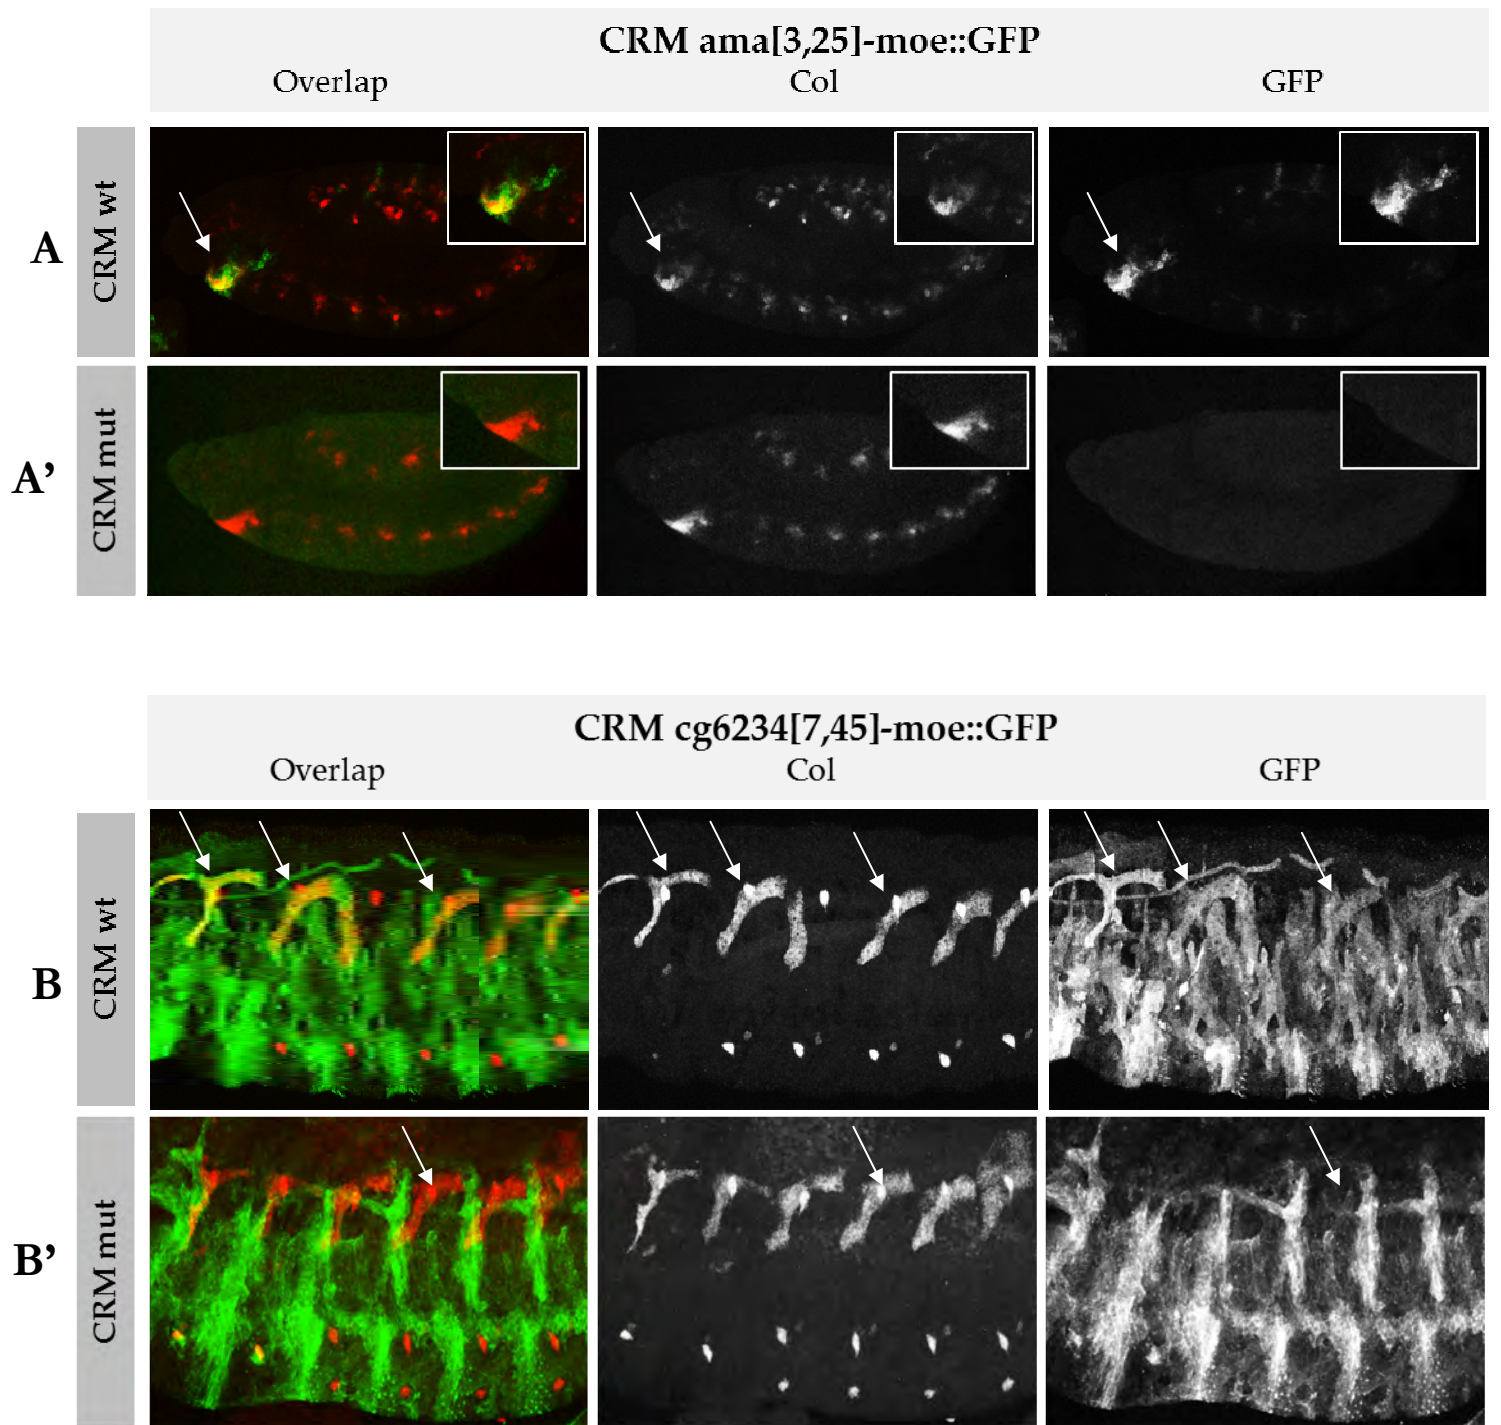 CRM ama[3,25]-moe::GFP
Overlap Col GFP
A
CRM wt
A’
CRM mut
CRM cg6234[7,45]-moe::GFP
Overlap Col GFP
B
CRM wt
B’
CRM mut